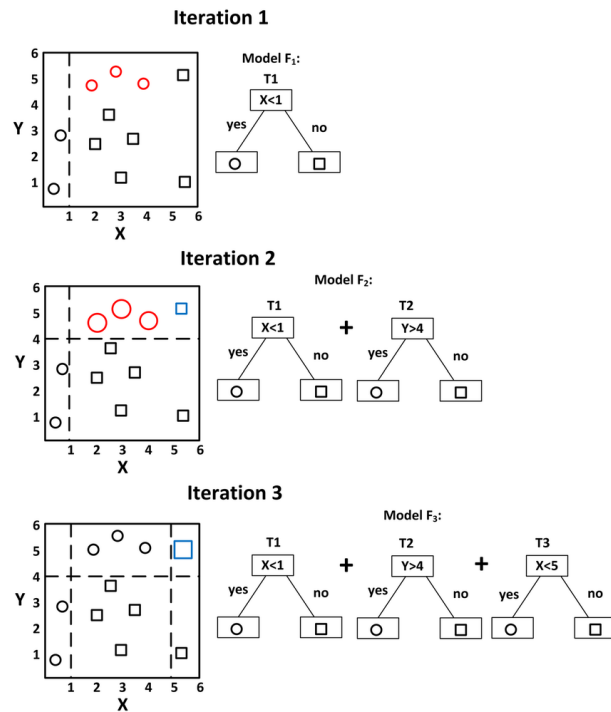 Iteration 1
Model F₁:
T1
X<1
yes
no
6
5
4
3
2
1
Y
1 2 3 4 5 6
X
Iteration 2
Model F₂:
T1 T2
X<1 + Y>4
yes no yes no
6
5
4
3
2
1
Y
1 2 3 4 5 6
X
Iteration 3
Model F₃:
T1 T2 T3
X<1 + Y>4 + X<5
yes no yes no yes no
6
5
4
3
2
1
Y
1 2 3 4 5 6
X